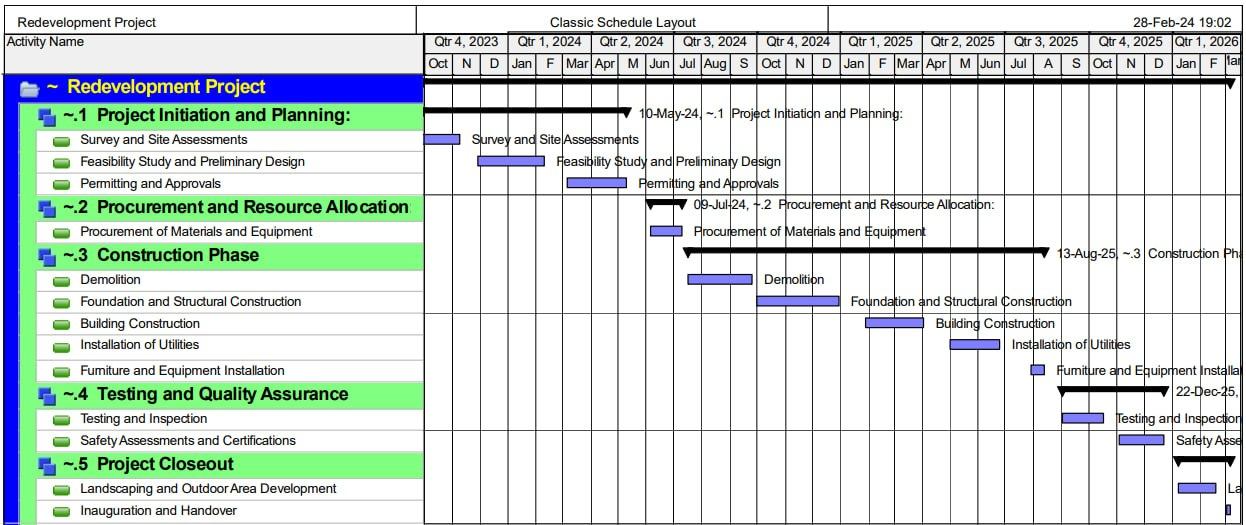 Redevelopment Project Classic Schedule Layout 28-Feb-24 19:02
Activity Name Qtr 4, 2023 Qtr 1, 2024 Qtr 2, 2024 Qtr 3, 2024 Qtr 4, 2024 Qtr 1, 2025 Qtr 2, 2025 Qtr 3, 2025 Qtr 4, 2025 Qtr 1, 2026
Oct N D Jan F Mar Apr M Jun Jul Aug S Oct N D Jan F Mar Apr M Jun Jul A S Oct N D Jan F Mar
~ Redevelopment Project
~.1 Project Initiation and Planning: 10-May-24, ~.1 Project Initiation and Planning:
Survey and Site Assessments Survey and Site Assessments
Feasibility Study and Preliminary Design Feasibility Study and Preliminary Design
Permitting and Approvals Permitting and Approvals
~.2 Procurement and Resource Allocation 09-Jul-24, ~.2 Procurement and Resource Allocation:
Procurement of Materials and Equipment Procurement of Materials and Equipment
~.3 Construction Phase 13-Aug-25, ~.3 Construction Pha
Demolition Demolition
Foundation and Structural Construction Foundation and Structural Construction
Building Construction Building Construction
Installation of Utilities Installation of Utilities
Furniture and Equipment Installation Furniture and Equipment Installa
~.4 Testing and Quality Assurance 22-Dec-25,
Testing and Inspection Testing and Inspection
Safety Assessments and Certifications Safety Asse
~.5 Project Closeout
Landscaping and Outdoor Area Development La
Inauguration and Handover